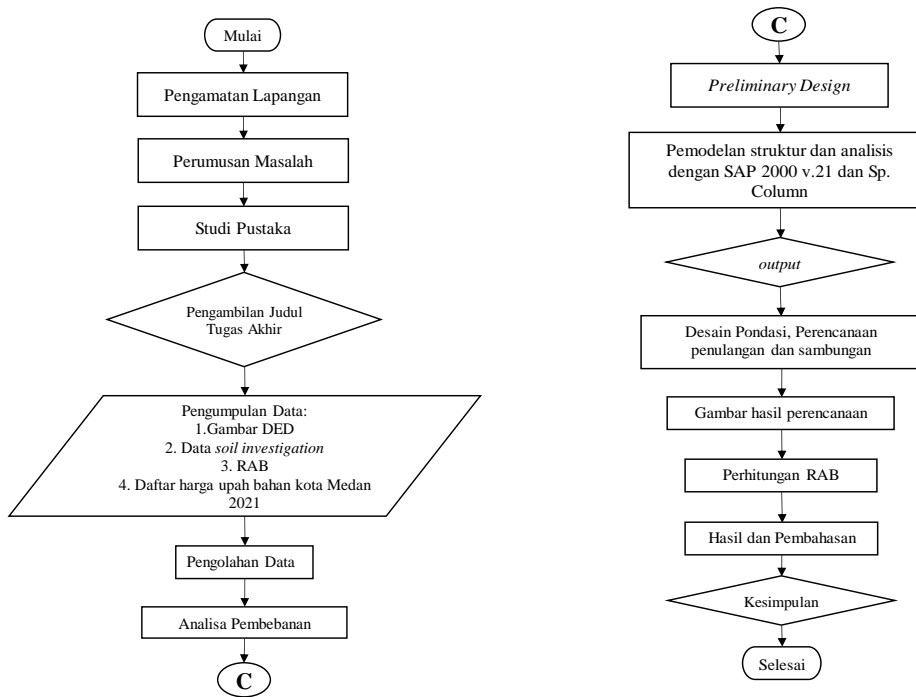 Mulai
Pengamatan Lapangan
Perumusan Masalah
Studi Pustaka
Pengambilan Judul
Tugas Akhir
Pengumpulan Data:
1.Gambar DED
2. Data soil investigation
3. RAB
4. Daftar harga upah bahan kota Medan
2021
Pengolahan Data
Analisa Pembebanan
C
C
Preliminary Design
Pemodelan struktur dan analisis
dengan SAP 2000 v.21 dan Sp.
Column
output
Desain Pondasi, Perencanaan
penulangan dan sambungan
Gambar hasil perencanaan
Perhitungan RAB
Hasil dan Pembahasan
Kesimpulan
Selesai